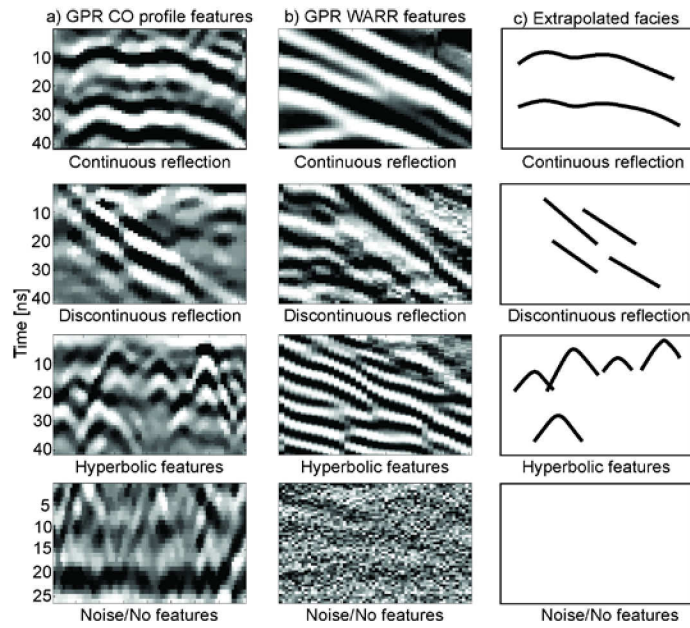 a) GPR CO profile features b) GPR WARR features c) Extrapolated facies
Time [ns]
10
20
30
40
Continuous reflection Continuous reflection Continuous reflection
10
20
30
40
Discontinuous reflection Discontinuous reflection Discontinuous reflection
10
20
30
40
Hyperbolic features Hyperbolic features Hyperbolic features
5
10
15
20
25
Noise/No features Noise/No features Noise/No features